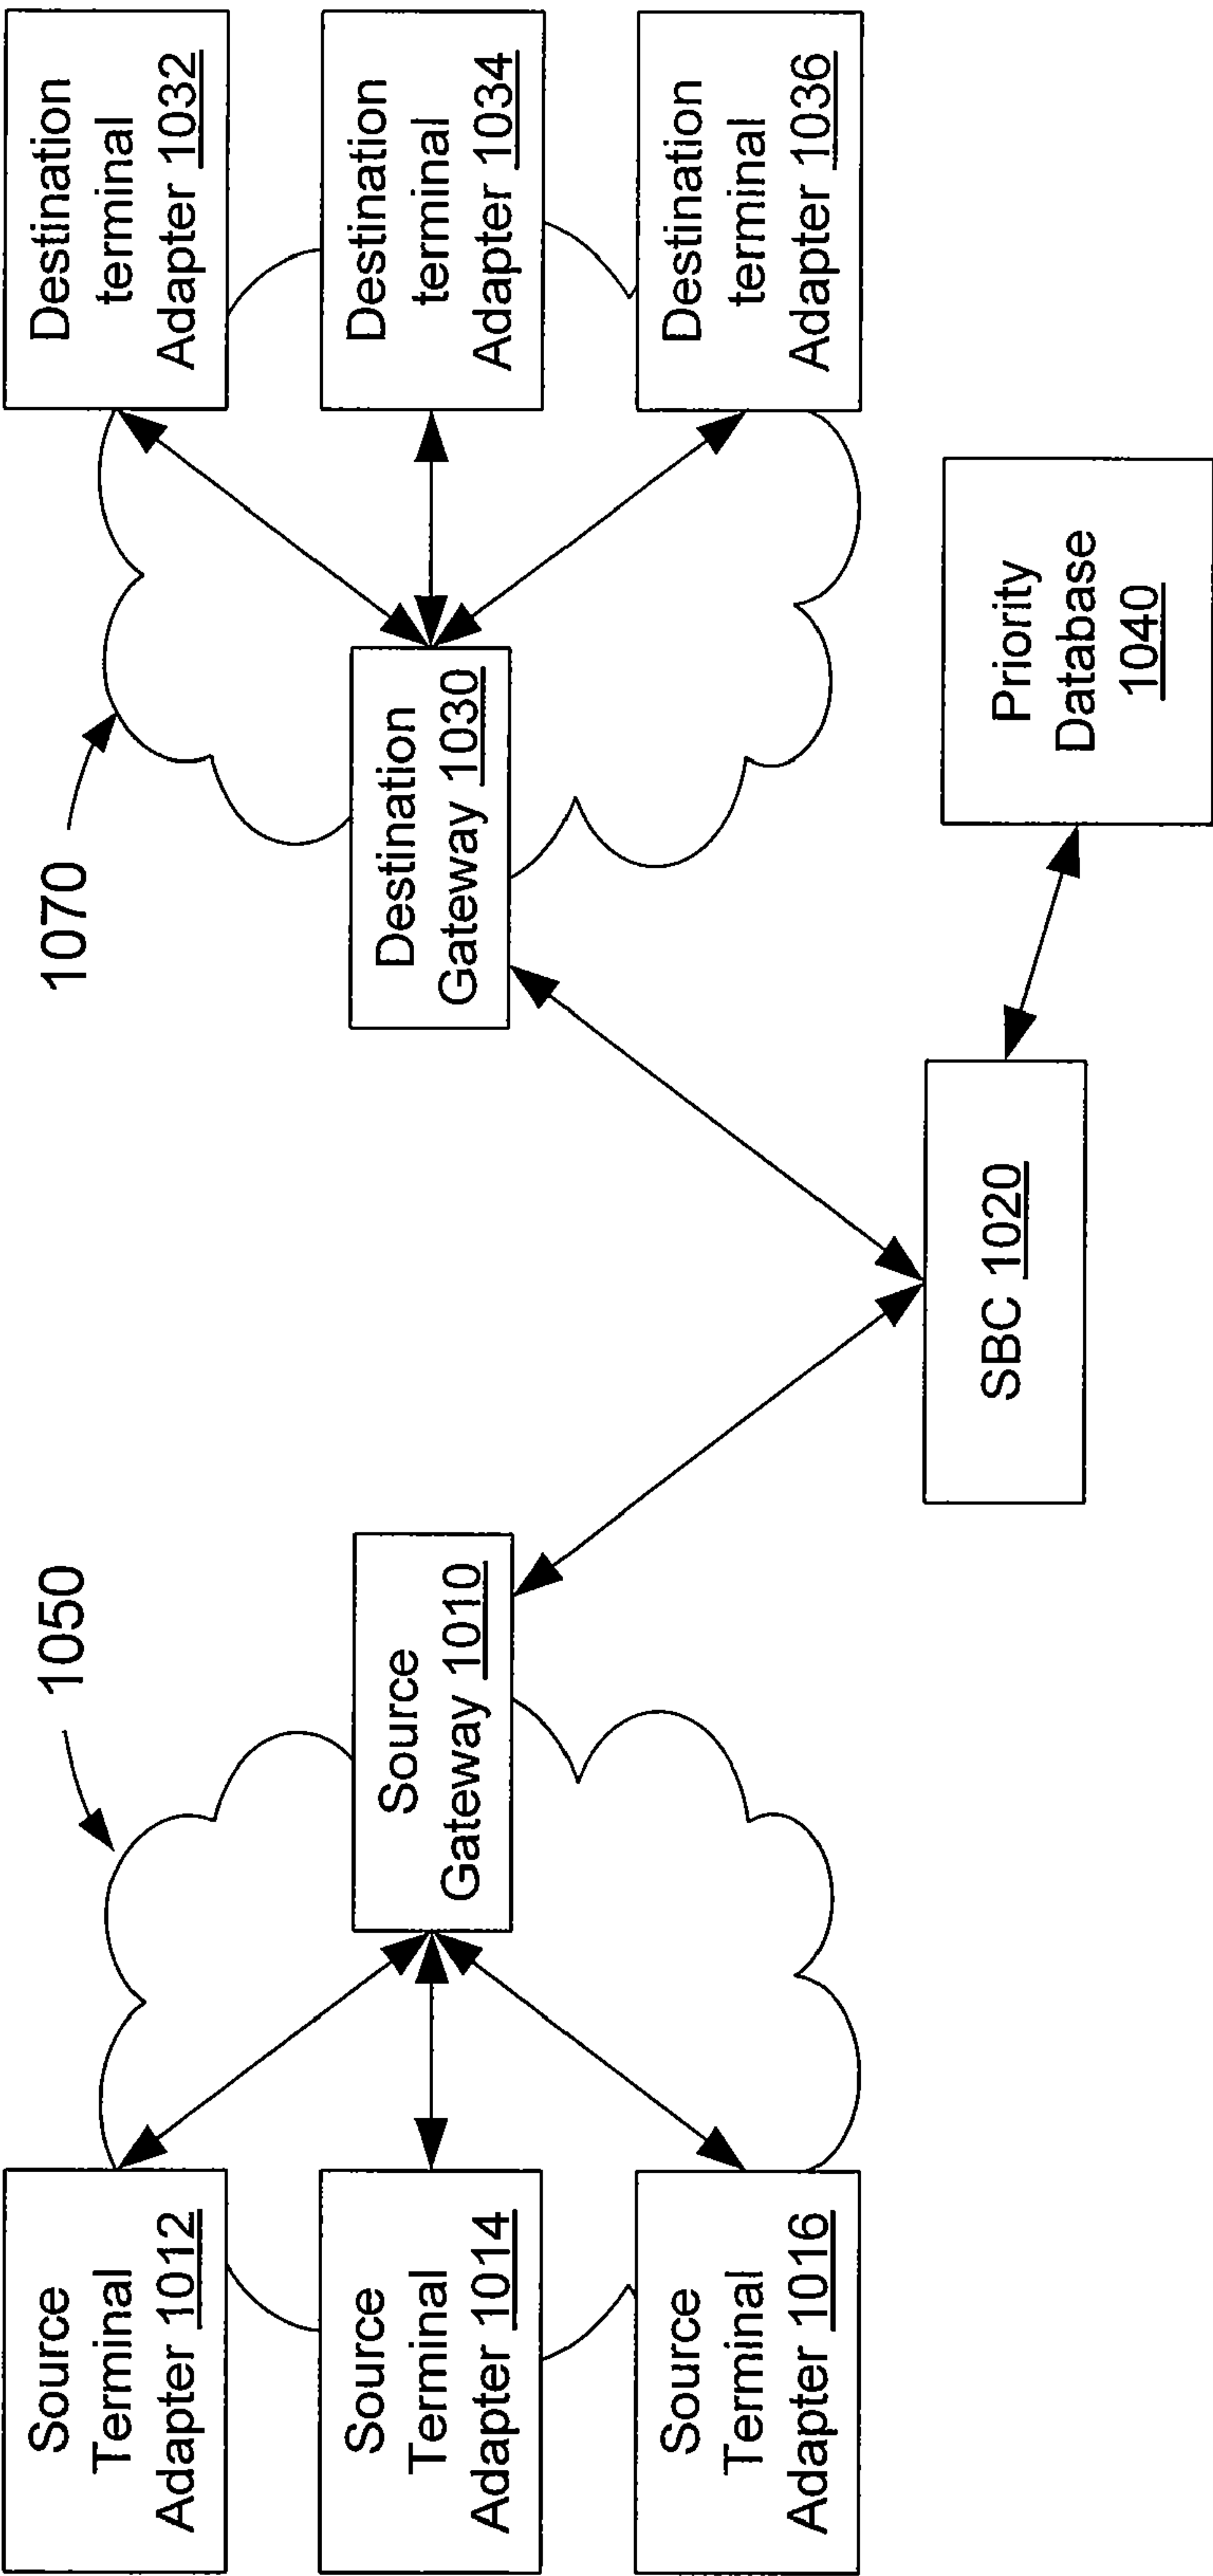 1050
1070
Source
Terminal
Adapter 1012
Source
Terminal
Adapter 1014
Source
Terminal
Adapter 1016
Source
Gateway 1010
Destination
Gateway 1030
Destination
terminal
Adapter 1032
Destination
terminal
Adapter 1034
Destination
terminal
Adapter 1036
SBC 1020
Priority
Database
1040